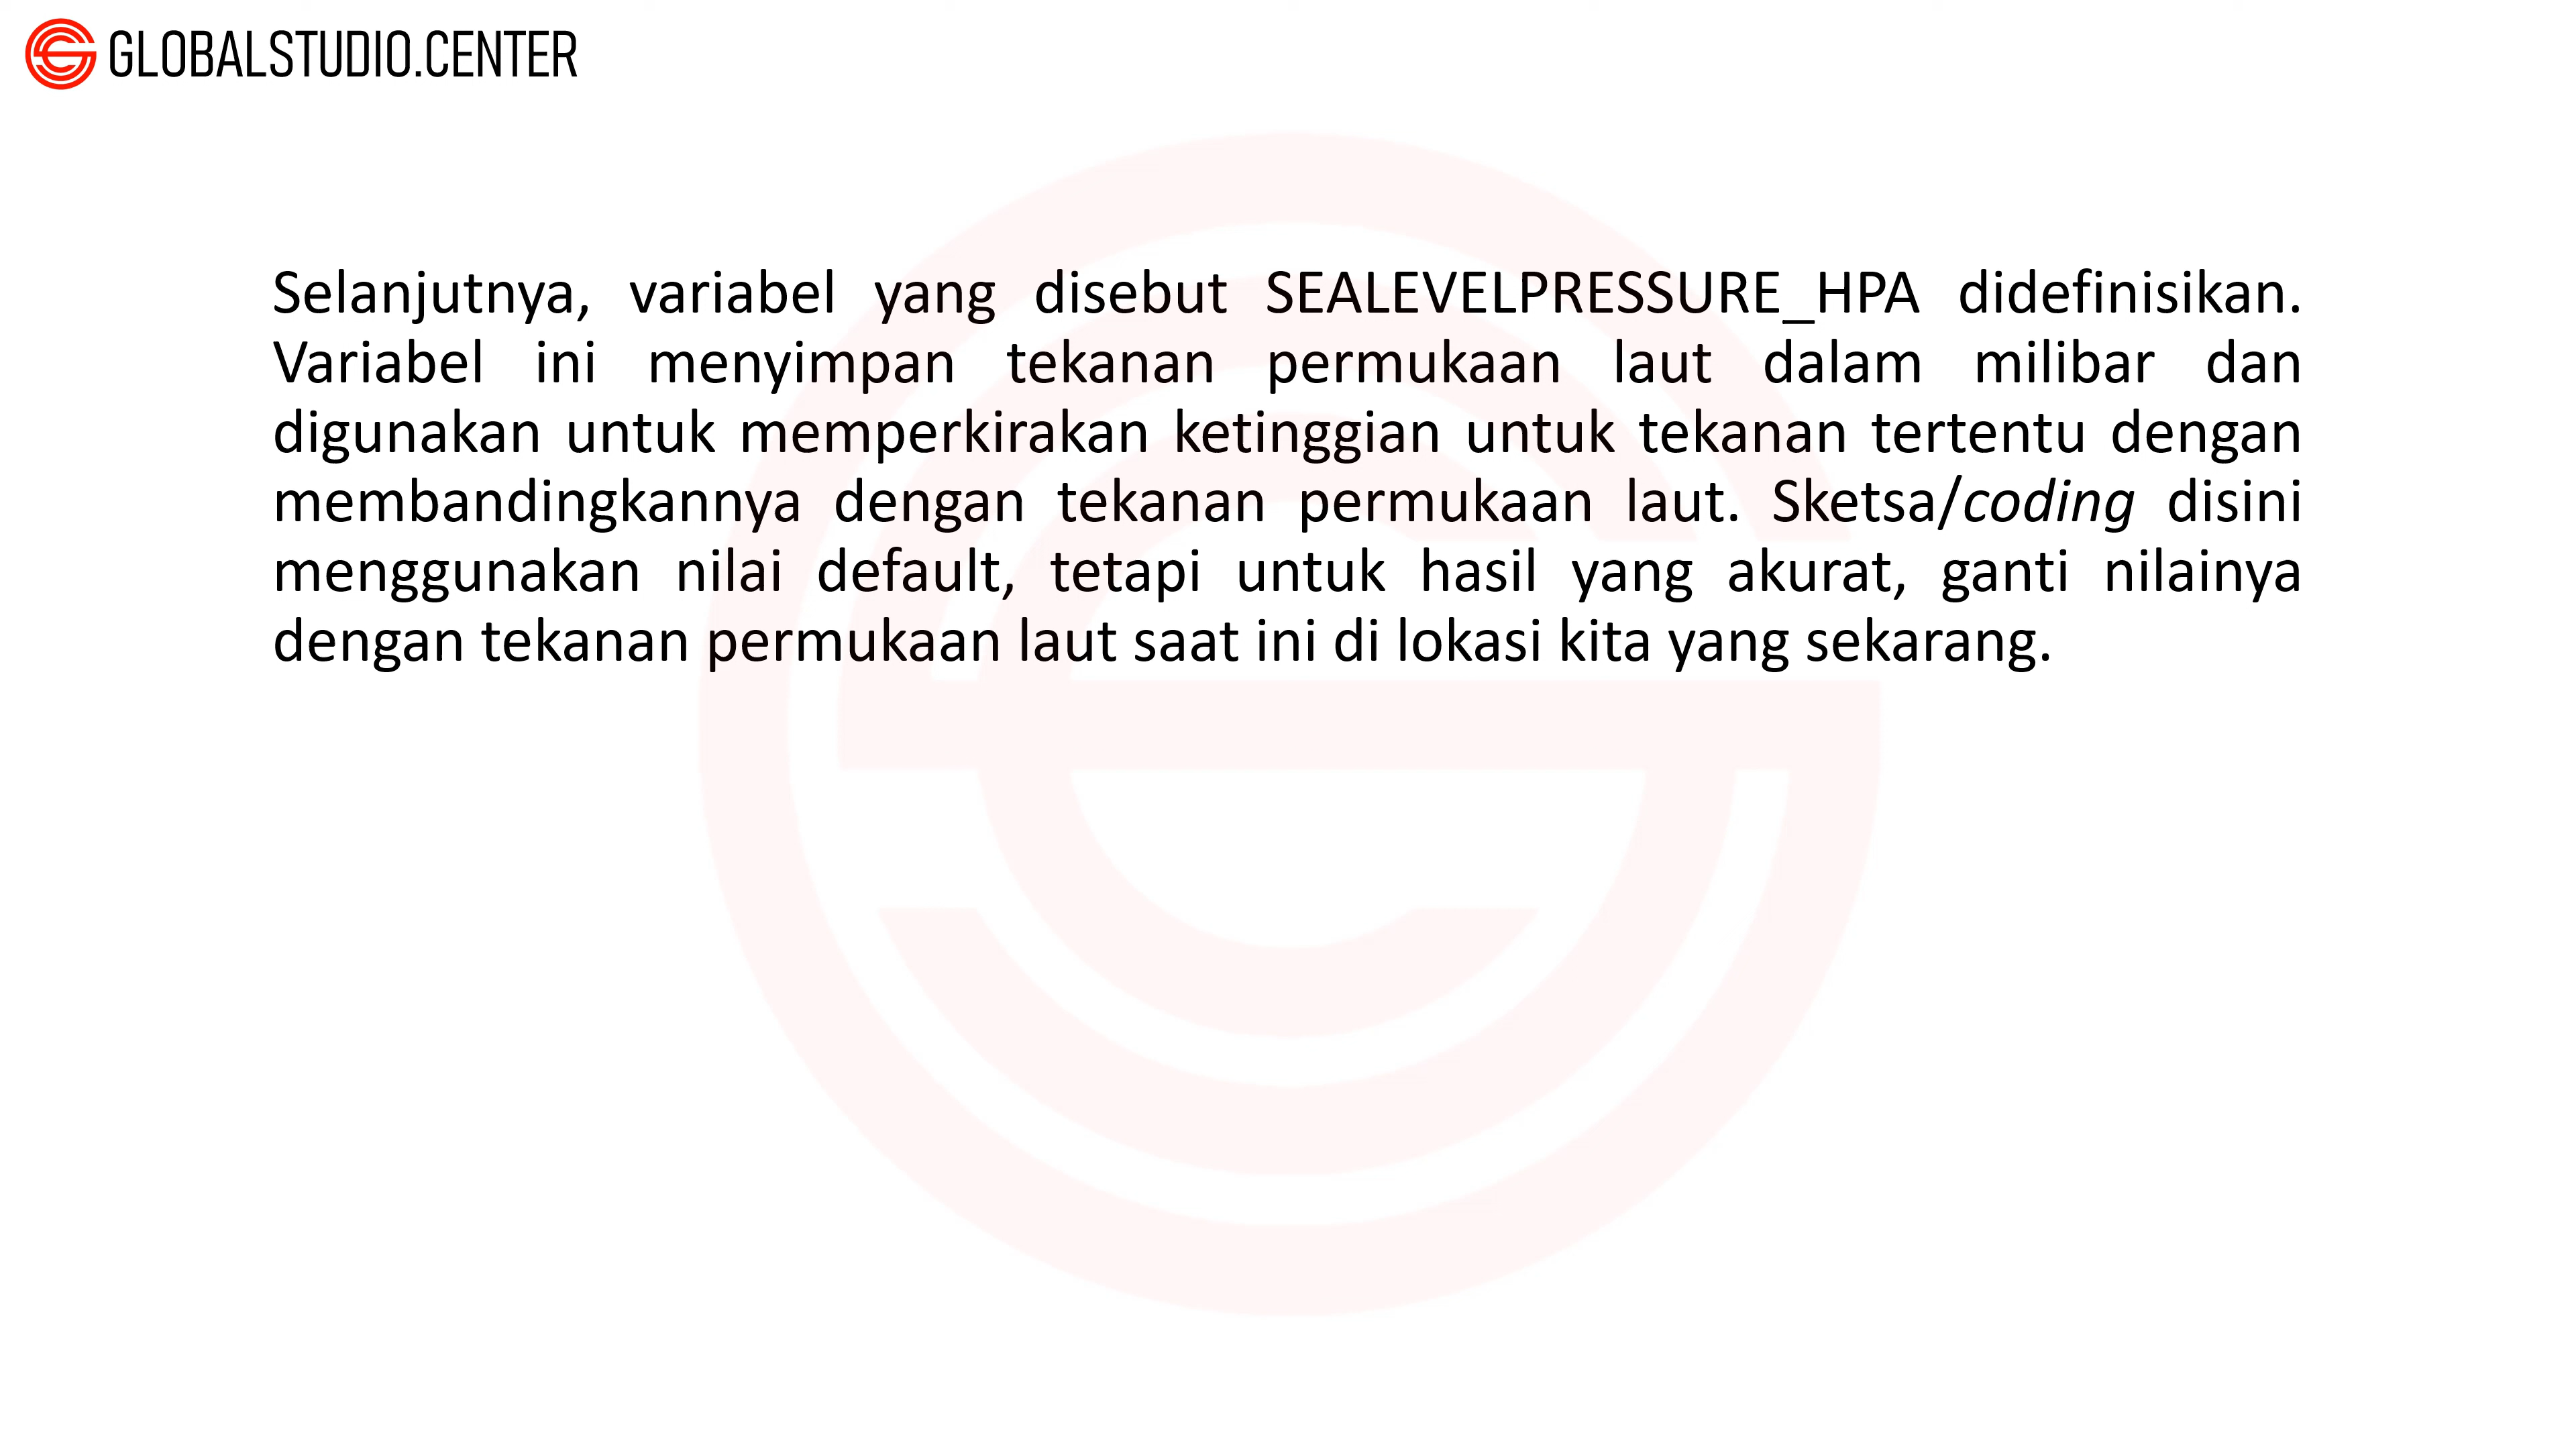 GLOBALSTUDIO.CENTER
Selanjutnya, variabel yang disebut SEALEVELPRESSURE_HPA didefinisikan.
Variabel ini menyimpan tekanan permukaan laut dalam milibar dan
digunakan untuk memperkirakan ketinggian untuk tekanan tertentu dengan
membandingkannya dengan tekanan permukaan laut. Sketsa/coding disini
menggunakan nilai default, tetapi untuk hasil yang akurat, ganti nilainya
dengan tekanan permukaan laut saat ini di lokasi kita yang sekarang.